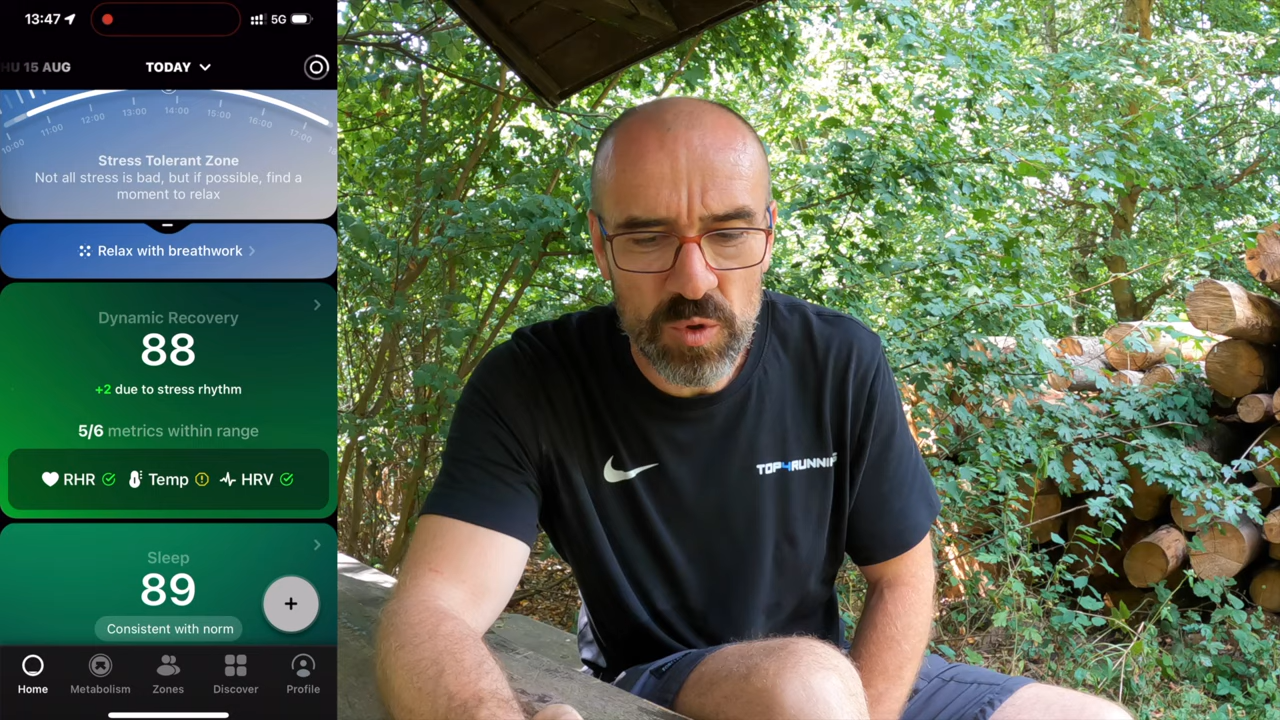 13:47
5G
HU 15 AUG
TODAY
10:00
11:00
12:00
13:00
14:00
15:00
16:00
17:00
18
Stress Tolerant Zone
Not all stress is bad, but if possible, find a
moment to relax
Relax with breathwork
Dynamic Recovery
88
+2 due to stress rhythm
5/6 metrics within range
RHR
Temp
HRV
Sleep
89
+
Consistent with norm
Home
Metabolism
Zones
Discover
Profile
TOP4RUNNING